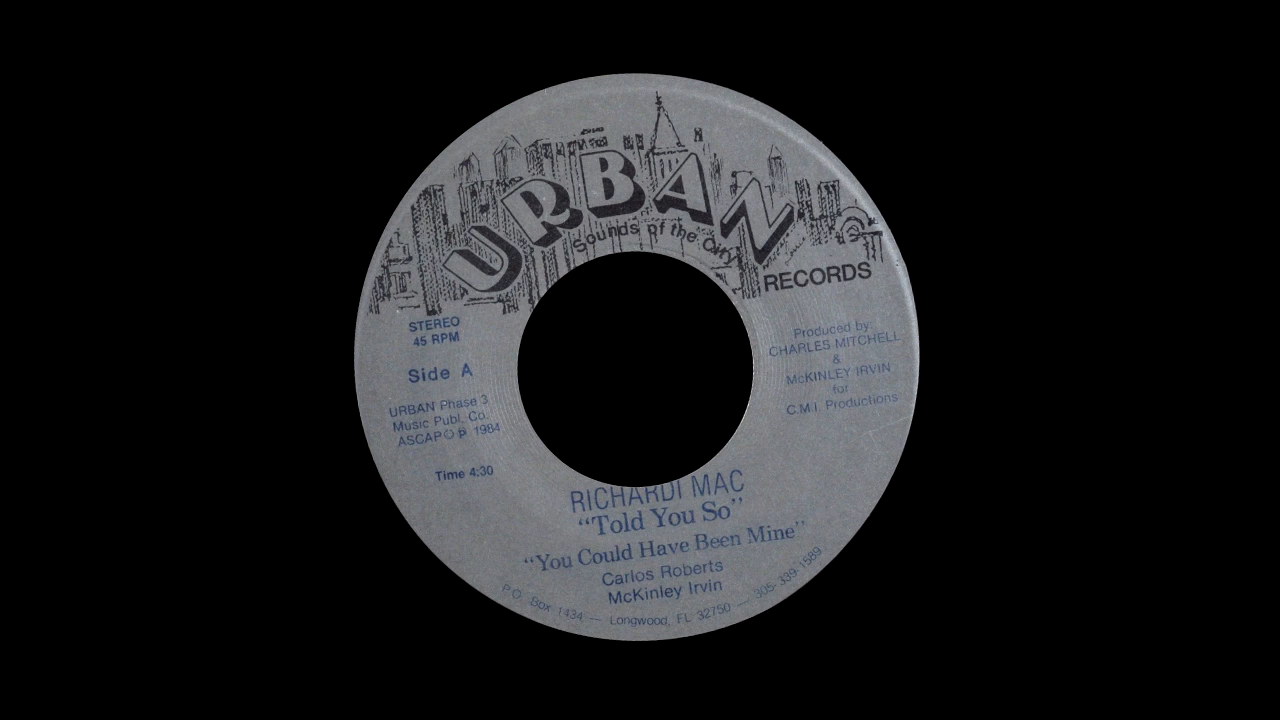 URBAN
Sounds of the City
RECORDS
STEREO
45 RPM
Side A
URBAN Phase 3
Music Publ. Co.
ASCAP © ℗ 1984
Time 4:30
Produced by:
CHARLES MITCHELL
&
McKINLEY IRVIN
for
C.M.I. Productions
RICHARDI MAC
“Told You So”
“You Could Have Been Mine”
Carlos Roberts
McKinley Irvin
P.O. Box 1434 — Longwood, FL 32750 — 305-339-1589